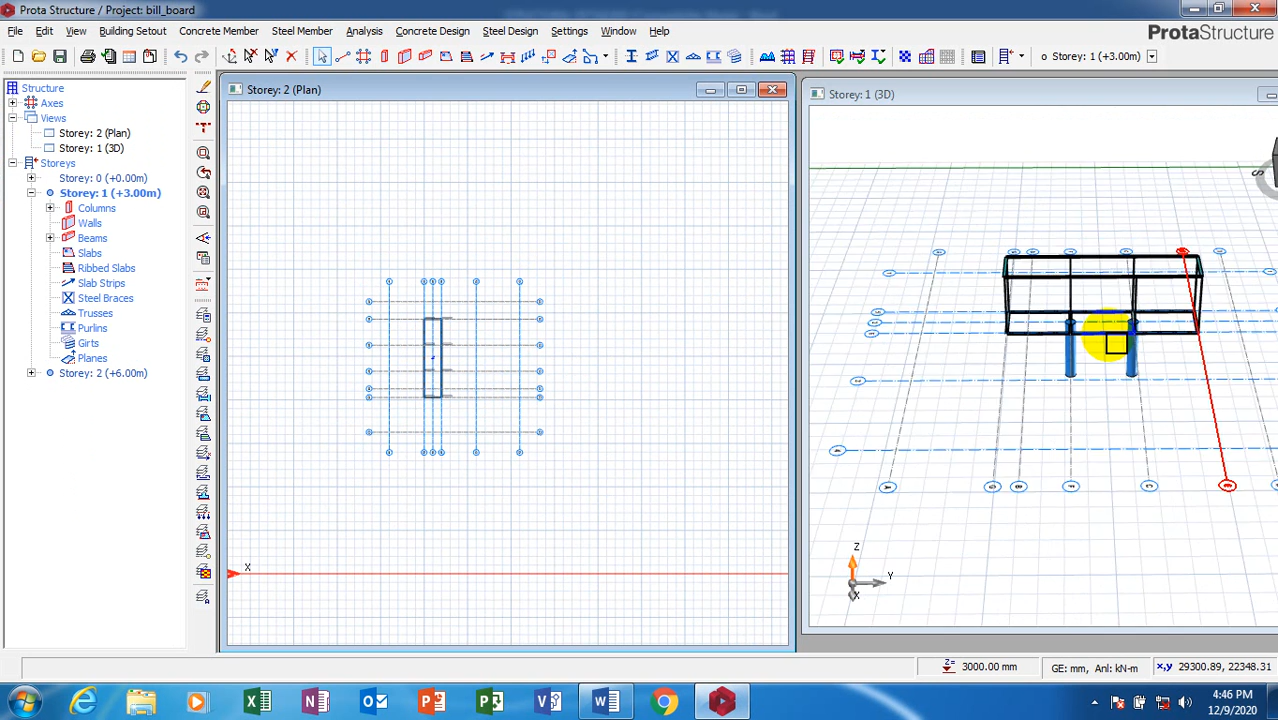 Prota Structure / Project: bill_board
File Edit View Building Setout Concrete Member Steel Member Analysis Concrete Design Steel Design Settings Window Help
ProtaStructure
Storey: 1 (+3.00m)
Structure
Axes
Views
Storey: 2 (Plan)
Storey: 1 (3D)
Storeys
Storey: 0 (+0.00m)
Storey: 1 (+3.00m)
Columns
Walls
Beams
Slabs
Ribbed Slabs
Slab Strips
Steel Braces
Trusses
Purlins
Girts
Planes
Storey: 2 (+6.00m)
Storey: 2 (Plan)
X
Storey: 1 (3D)
S
Z
Y
X
Z=
3000.00 mm
GE: mm, Anl: kN-m
x,y 29300.89, 22348.31
4:46 PM
12/9/2020